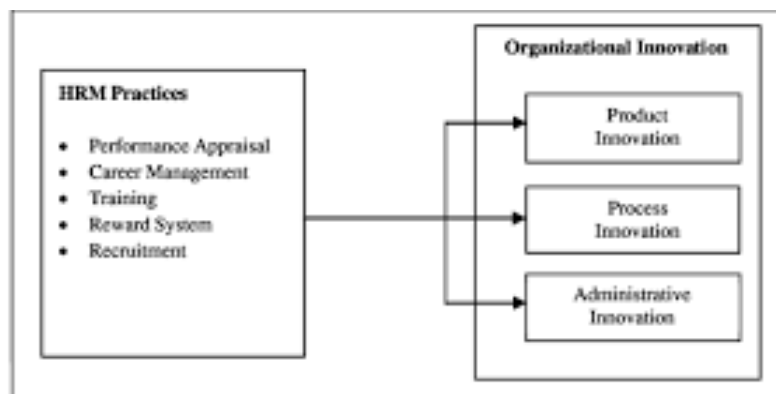 HRM Practices
• Performance Appraisal
• Career Management
• Training
• Reward System
• Recruitment
Organizational Innovation
Product
Innovation
Process
Innovation
Administrative
Innovation